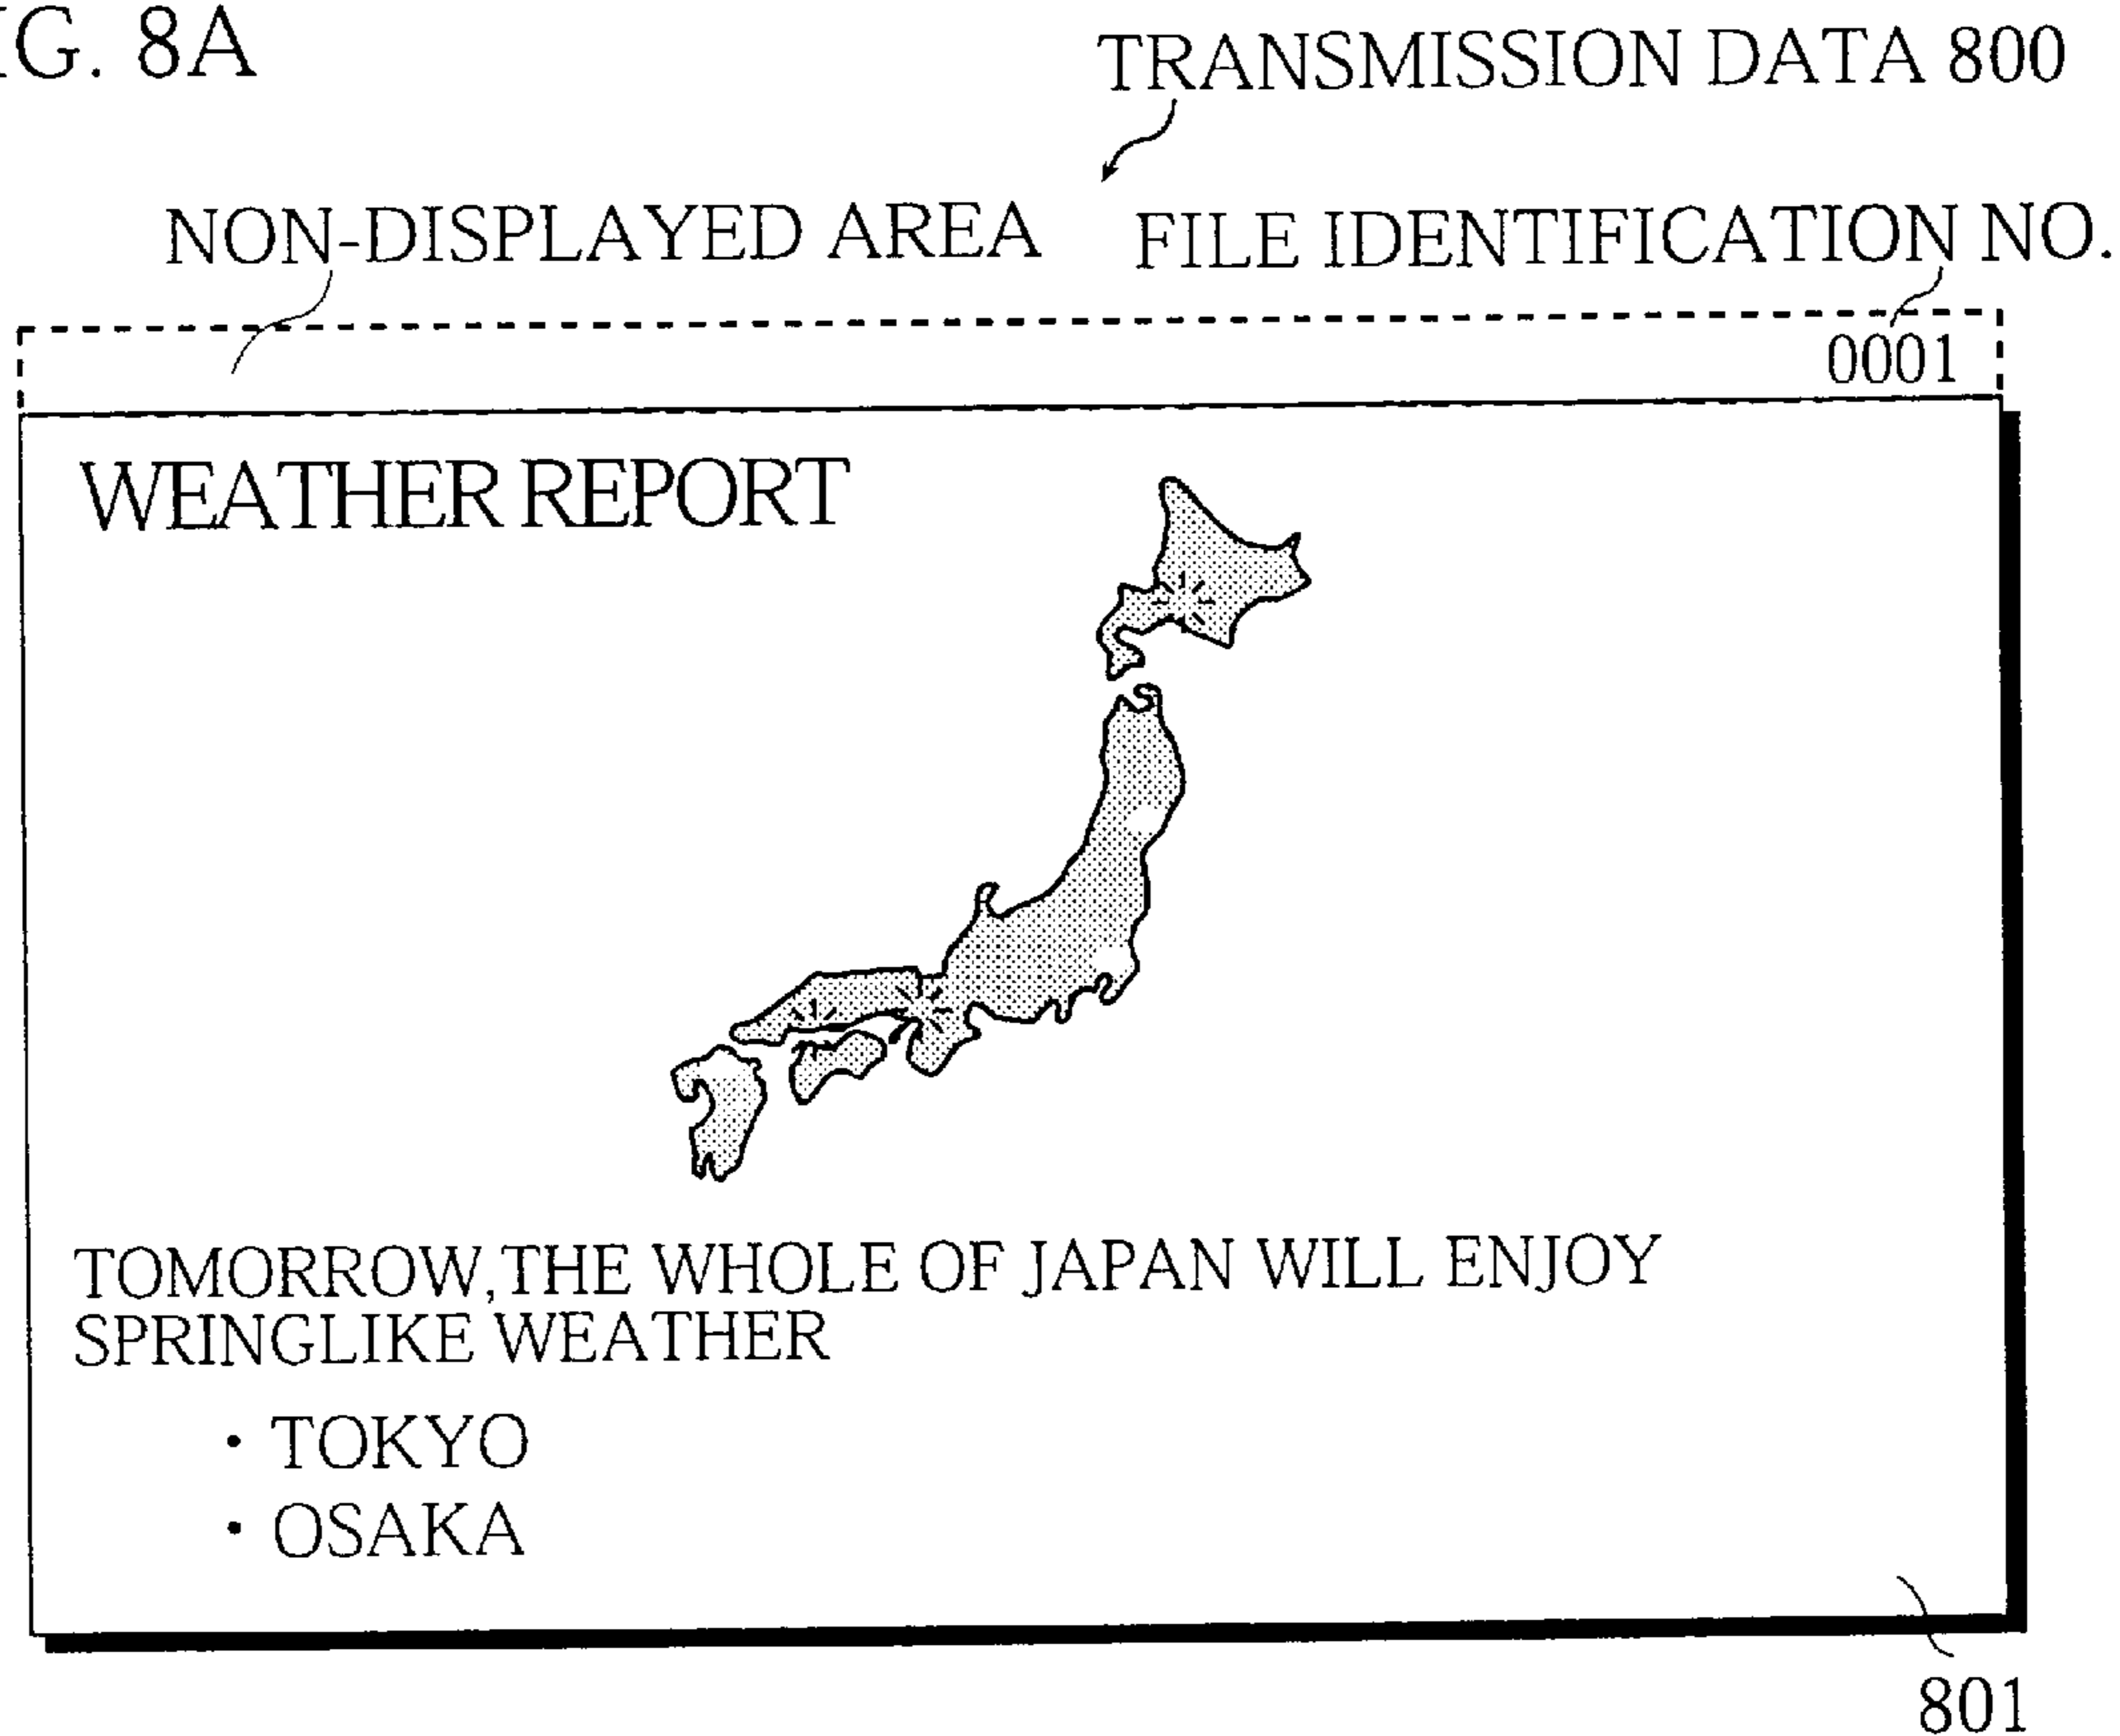 IG. 8A
TRANSMISSION DATA 800
NON-DISPLAYED AREA
FILE IDENTIFICATION NO.
0001
WEATHER REPORT
TOMORROW, THE WHOLE OF JAPAN WILL ENJOY
SPRINGLIKE WEATHER
• TOKYO
• OSAKA
801